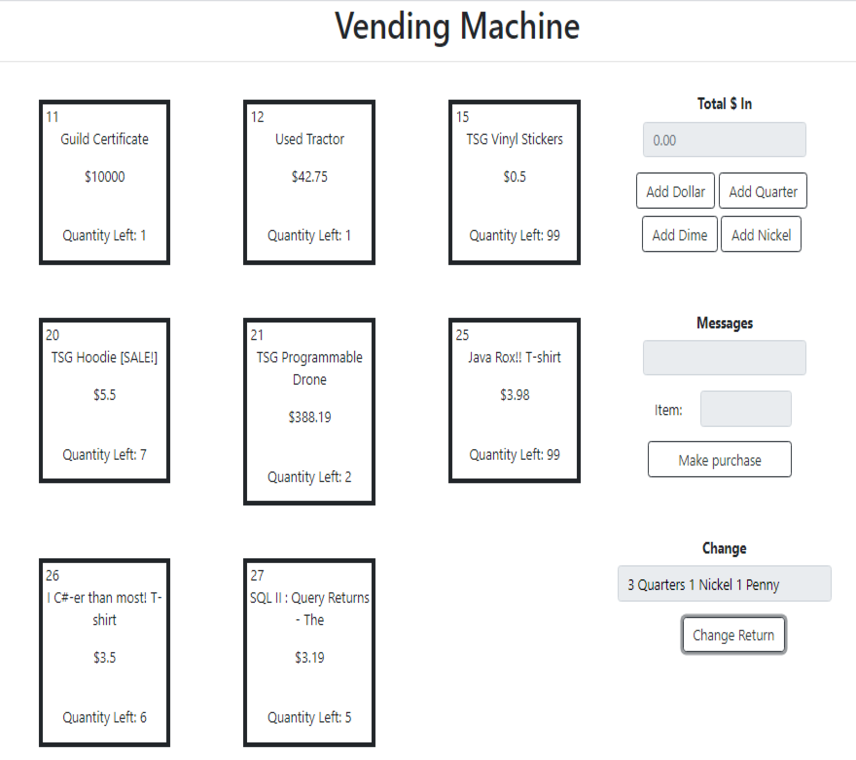 Vending Machine
11
Guild Certificate
$10000
Quantity Left: 1
12
Used Tractor
$42.75
Quantity Left: 1
15
TSG Vinyl Stickers
$0.5
Quantity Left: 99
Total $ In
0.00
Add Dollar
Add Quarter
Add Dime
Add Nickel
20
TSG Hoodie [SALE!]
$5.5
Quantity Left: 7
21
TSG Programmable
Drone
$388.19
Quantity Left: 2
25
Java Rox!! T-shirt
$3.98
Quantity Left: 99
Messages
Item:
Make purchase
26
I C#-er than most! T-
shirt
$3.5
Quantity Left: 6
27
SQL II : Query Returns
- The
$3.19
Quantity Left: 5
Change
3 Quarters 1 Nickel 1 Penny
Change Return